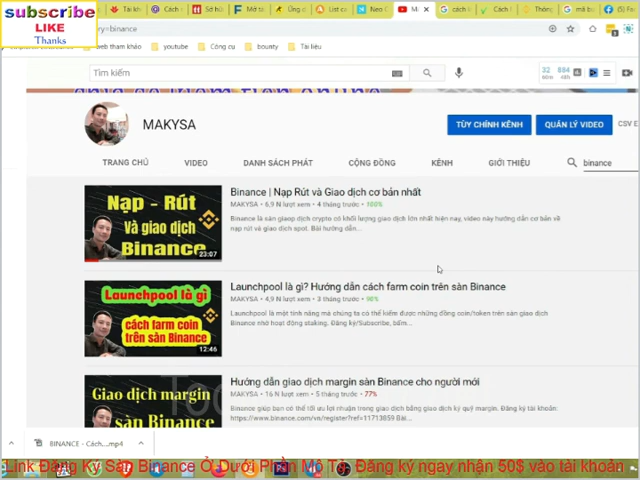 subscribe
LIKE
Thanks
ry=binance
web tham khảo
youtube
Công cụ
bounty
Tài liệu
Tìm kiếm
MAKYSA
TÙY CHỈNH KÊNH
QUẢN LÝ VIDEO
CSV E
TRANG CHỦ
VIDEO
DANH SÁCH PHÁT
CỘNG ĐỒNG
KÊNH
GIỚI THIỆU
binance
Nạp - Rút
Và giao dịch
Binance
23:07
Binance | Nạp Rút và Giao dịch cơ bản nhất
MAKYSA • 6,9 N lượt xem • 4 tháng trước • 100%
Binance là sàn giaop dịch crypto có khối lượng giao dịch lớn nhất hiện nay, video này hướng dẫn cơ bản về
nạp rút và giao dịch spot. Bài hướng dẫn...
Launchpool là gì
cách farm coin
trên sàn Binance
12:46
Launchpool là gì? Hướng dẫn cách farm coin trên sàn Binance
MAKYSA • 4,9 N lượt xem • 3 tháng trước • 98%
Launchpool là một tính năng mà chúng ta có thể kiếm được những đồng coin/token trên sàn giao dịch
Binance nhờ hoạt động staking. Đăng ký/Subscribe, bấm...
Giao dịch margin
sàn Binance
Hướng dẫn giao dịch margin sàn Binance cho người mới
MAKYSA • 16 N lượt xem • 5 tháng trước • 77%
Binance giúp bạn có thể tối ưu lợi nhuận trong giao dịch bằng giao dịch ký quỹ margin. Đăng ký tài khoản:
https://www.binance.com/vn/register?ref=11713859 Bài...
BINANCE - Cách....mp4
Link Đăng Ký Sàn Binance Ở Dưới Phần Mô Tả. Đăng ký ngay nhận 50$ vào tài khoản